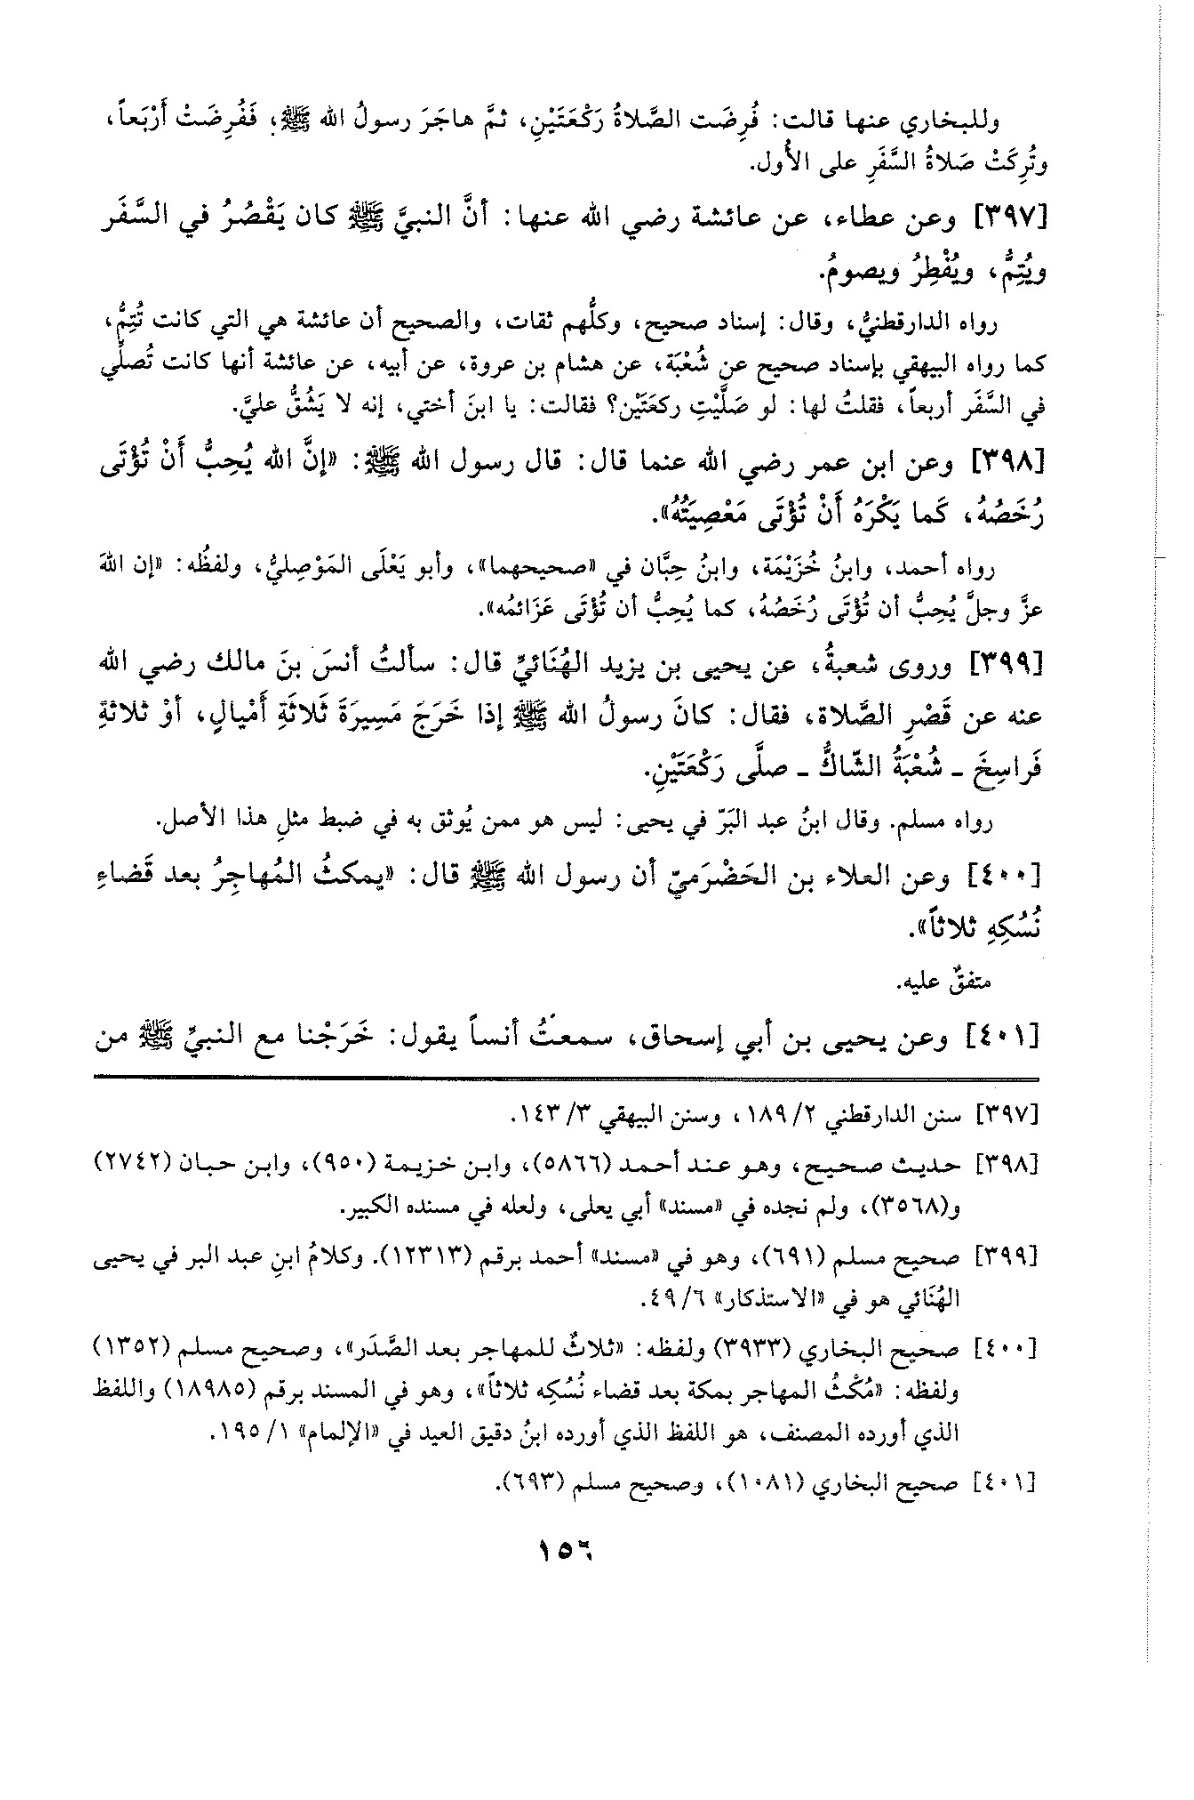 وللبخاري عنها قالت: فُرِضَت الصَّلاةُ رَكْعَتَيْنِ، ثمَّ هاجَرَ رسولُ الله ﷺ، فَفُرِضَتْ أَرْبَعاً،
وتُرِكَتْ صَلاةُ السَّفَرِ على الأُول.
[٣٩٧] وعن عطاء، عن عائشة رضي الله عنها: أنَّ النبيَّ ﷺ كان يَقْصُرُ في السَّفَر
ويُتِمُّ، ويُفْطِرُ ويصومُ.
رواه الدارقطنيُّ، وقال: إسناد صحيح، وكلُّهم ثقات، والصحيح أن عائشة هي التي كانت تُتِمُّ،
كما رواه البيهقي بإسناد صحيح عن شُعْبَة، عن هشام بن عروة، عن أبيه، عن عائشة أنها كانت تُصلِّي
في السَّفَر أربعاً، فقلتُ لها: لو صَلَّيْتِ ركعَتَيْن؟ فقالت: يا ابنَ أختي، إنه لا يَشُقُّ عليَّ.
[٣٩٨] وعن ابن عمر رضي الله عنما قال: قال رسول الله ﷺ: «إنَّ الله يُحِبُّ أَنْ تُؤْتَى
رُخَصُهُ، كَما يَكْرَهُ أَنْ تُؤْتَى مَعْصِيَتُهُ».
رواه أحمد، وابنُ خُزَيْمَة، وابنُ حِبَّان في «صحيحهما»، وأبو يَعْلَى المَوْصِليُّ، ولفظُه: «إن اللهَ
عزَّ وجلَّ يُحِبُّ أن تُؤْتَى رُخَصُهُ، كما يُحِبُّ أن تُؤْتَى عَزَائمُه».
[٣٩٩] وروى شعبةُ، عن يحيى بن يزيد الهُنَائيِّ قال: سألتُ أنسَ بنَ مالك رضي الله
عنه عن قَصْرِ الصَّلاة، فقال: كانَ رسولُ الله ﷺ إذا خَرَجَ مَسِيرَةَ ثَلاثَةِ أَمْيالٍ، أوْ ثلاثةِ
فَراسِخَ ـ شُعْبَةُ الشّاكُّ ـ صلَّى رَكْعَتَيْنِ.
رواه مسلم. وقال ابنُ عبد البَرّ في يحيى: ليس هو ممن يُوثق به في ضبط مثلِ هذا الأصل.
[٤٠٠] وعن العلاء بن الحَضْرَميّ أن رسول الله ﷺ قال: «يمكثُ المُهاجِرُ بعد قَضاءِ
نُسُكِهِ ثلاثاً».
متفقٌ عليه.
[٤٠١] وعن يحيى بن أبي إسحاق، سمعتُ أنساً يقول: خَرَجْنا مع النبيِّ ﷺ من
[٣٩٧] سنن الدارقطني ٢/ ١٨٩، وسنن البيهقي ٣/ ١٤٣.
[٣٩٨] حديث صحيح، وهو عند أحمد (٥٨٦٦)، وابن خزيمة (٩٥٠)، وابن حبان (٢٧٤٢)
و(٣٥٦٨)، ولم نجده في «مسند» أبي يعلى، ولعله في مسنده الكبير.
[٣٩٩] صحيح مسلم (٦٩١)، وهو في «مسند» أحمد برقم (١٢٣١٣). وكلامُ ابنِ عبد البر في يحيى
الهُنَائي هو في «الاستذكار» ٦/ ٤٩.
[٤٠٠] صحيح البخاري (٣٩٣٣) ولفظه: «ثلاثٌ للمهاجر بعد الصَّدَر»، وصحيح مسلم (١٣٥٢)
ولفظه: «مُكْثُ المهاجر بمكة بعد قضاء نُسُكِه ثلاثاً»، وهو في المسند برقم (١٨٩٨٥) واللفظ
الذي أورده المصنف، هو اللفظ الذي أورده ابنُ دقيق العيد في «الإلمام» ١/ ١٩٥.
[٤٠١] صحيح البخاري (١٠٨١)، وصحيح مسلم (٦٩٣).
١٥٦